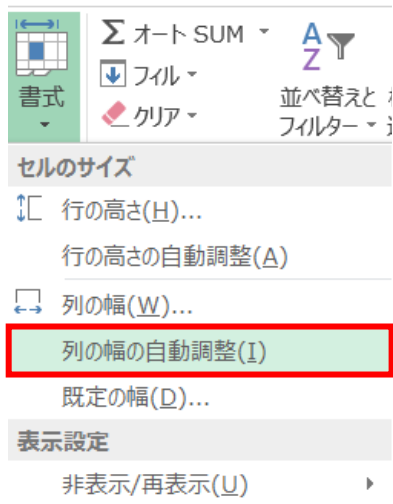 書式
Σ オート SUM
フィル
クリア
並べ替えと
フィルター
セルのサイズ
行の高さ(H)...
行の高さの自動調整(A)
列の幅(W)...
列の幅の自動調整(I)
既定の幅(D)...
表示設定
非表示/再表示(U)